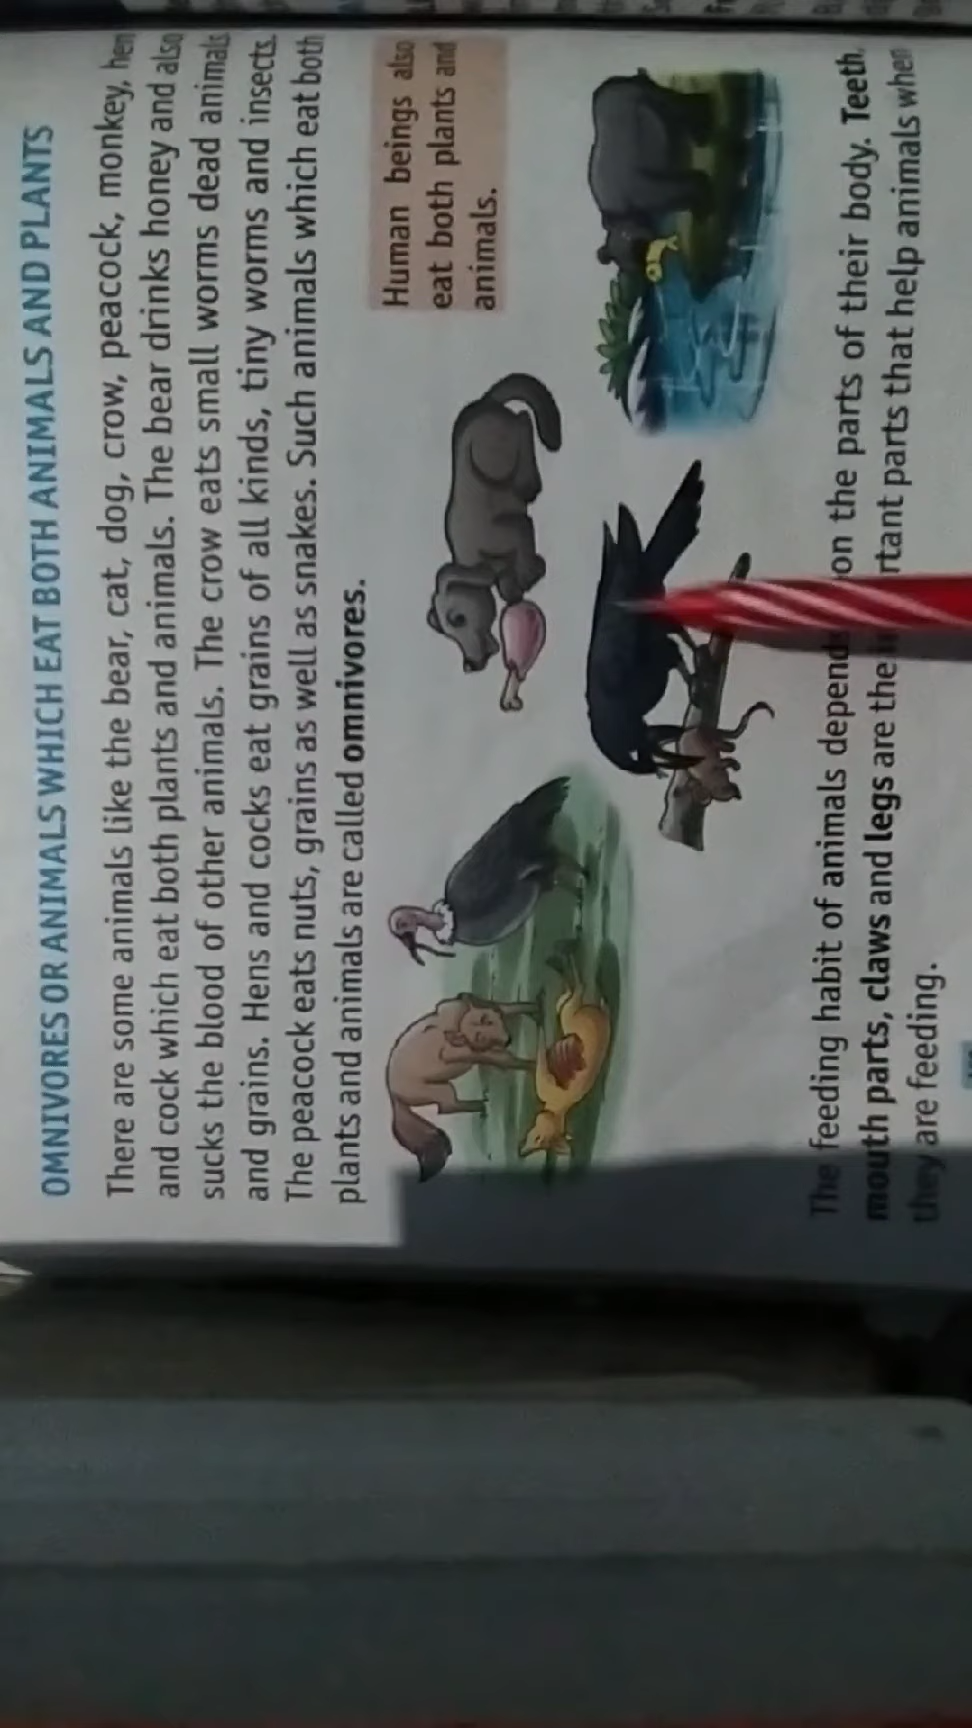 OMNIVORES OR ANIMALS WHICH EAT BOTH ANIMALS AND PLANTS
There are some animals like the bear, cat, dog, crow, peacock, monkey, hen
and cock which eat both plants and animals. The bear drinks honey and also
sucks the blood of other animals. The crow eats small worms dead animals
and grains. Hens and cocks eat grains of all kinds, tiny worms and insects.
The peacock eats nuts, grains as well as snakes. Such animals which eat both
plants and animals are called omnivores.
Human beings also
eat both plants and
animals.
The feeding habit of animals depend on the parts of their body. Teeth,
mouth parts, claws and legs are the rtant parts that help animals when
they are feeding.